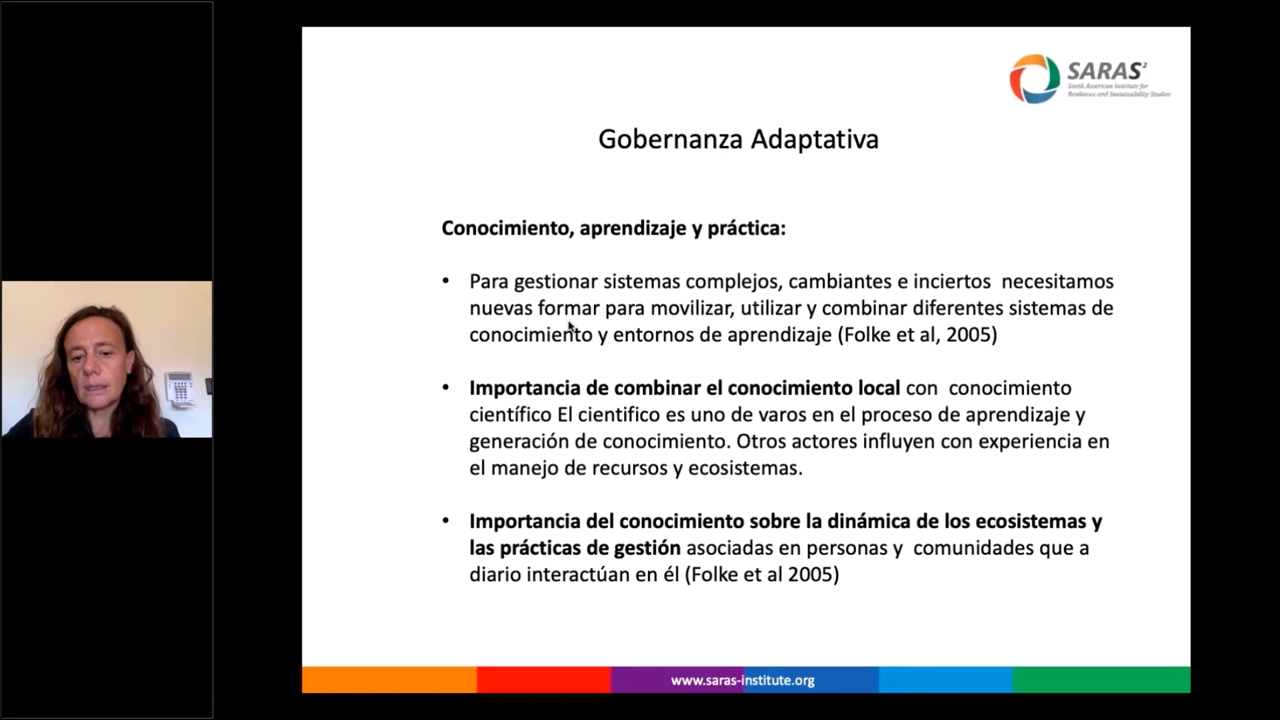 SARAS²
South American Institute for
Resilience and Sustainability Studies
Gobernanza Adaptativa
Conocimiento, aprendizaje y práctica:
• Para gestionar sistemas complejos, cambiantes e inciertos necesitamos
nuevas formar para movilizar, utilizar y combinar diferentes sistemas de
conocimiento y entornos de aprendizaje (Folke et al, 2005)
• Importancia de combinar el conocimiento local con conocimiento
científico El cientifico es uno de varos en el proceso de aprendizaje y
generación de conocimiento. Otros actores influyen con experiencia en
el manejo de recursos y ecosistemas.
• Importancia del conocimiento sobre la dinámica de los ecosistemas y
las prácticas de gestión asociadas en personas y comunidades que a
diario interactúan en él (Folke et al 2005)
www.saras-institute.org